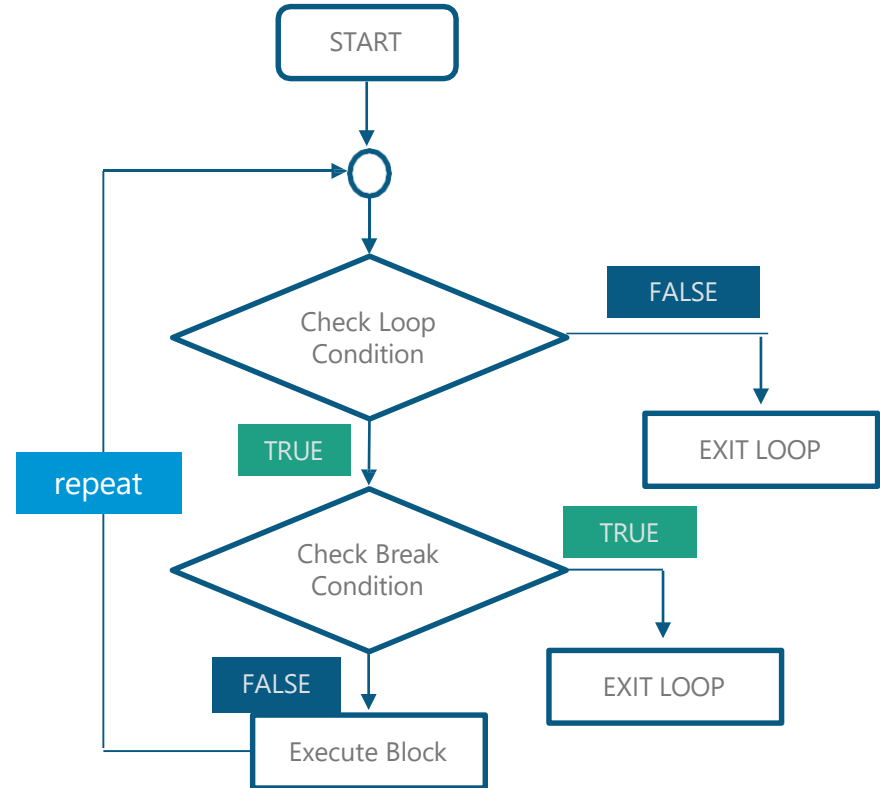 START
Check Loop
Condition
FALSE
TRUE
EXIT LOOP
repeat
Check Break
Condition
TRUE
FALSE
EXIT LOOP
Execute Block